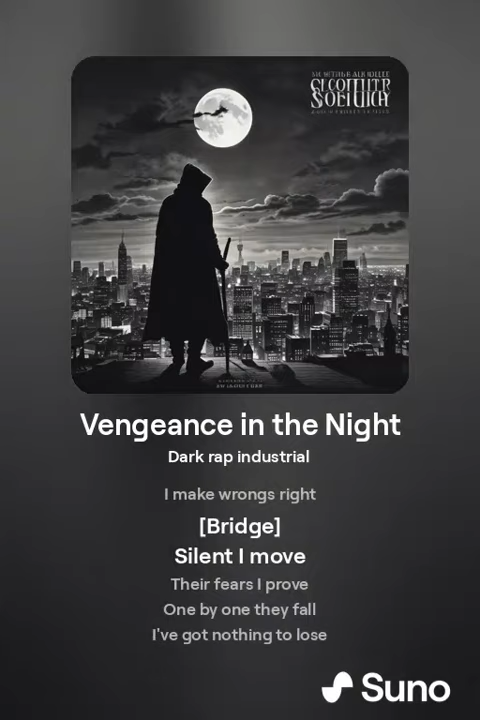 Vengeance in the Night
Dark rap industrial
I make wrongs right
[Bridge]
Silent I move
Their fears I prove
One by one they fall
I've got nothing to lose
Suno